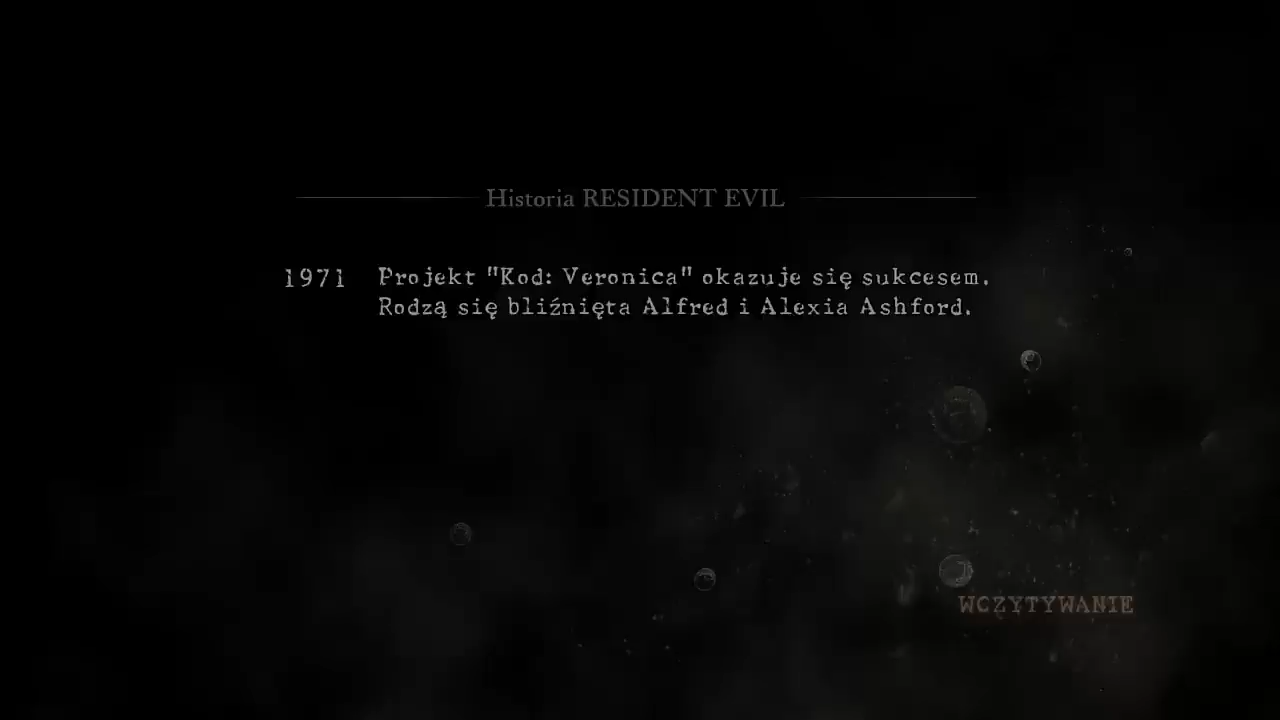 Historia RESIDENT EVIL
1971 Projekt "Kod: Veronica" okazuje się sukcesem.
Rodzą się bliźnięta Alfred i Alexia Ashford.
WCZYTYWANIE